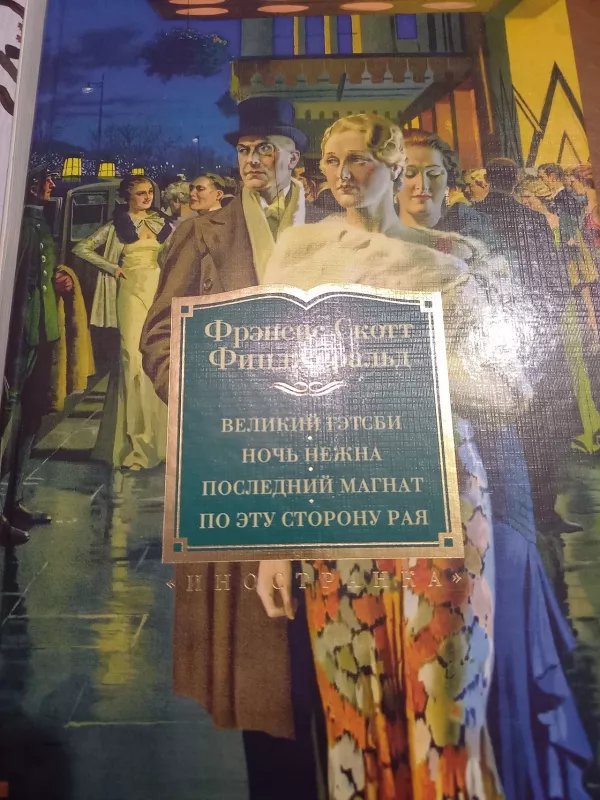 Фрэнсис Скотт
Фицджеральд
ВЕЛИКИЙ ГЭТСБИ
НОЧЬ НЕЖНА
ПОСЛЕДНИЙ МАГНАТ
ПО ЭТУ СТОРОНУ РАЯ
«ИНОСТРАНКА»